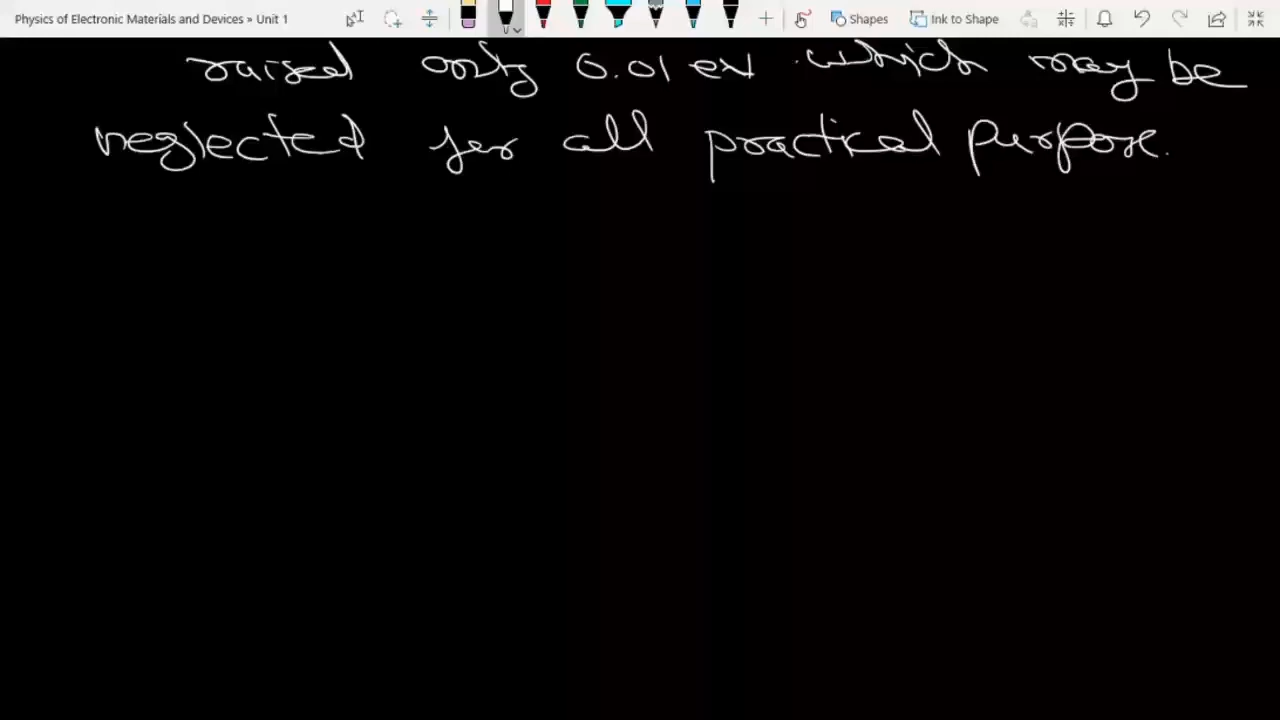 Physics of Electronic Materials and Devices » Unit 1
Shapes
Ink to Shape
raised only 0.01 eV which may be
neglected for all practical purpose.